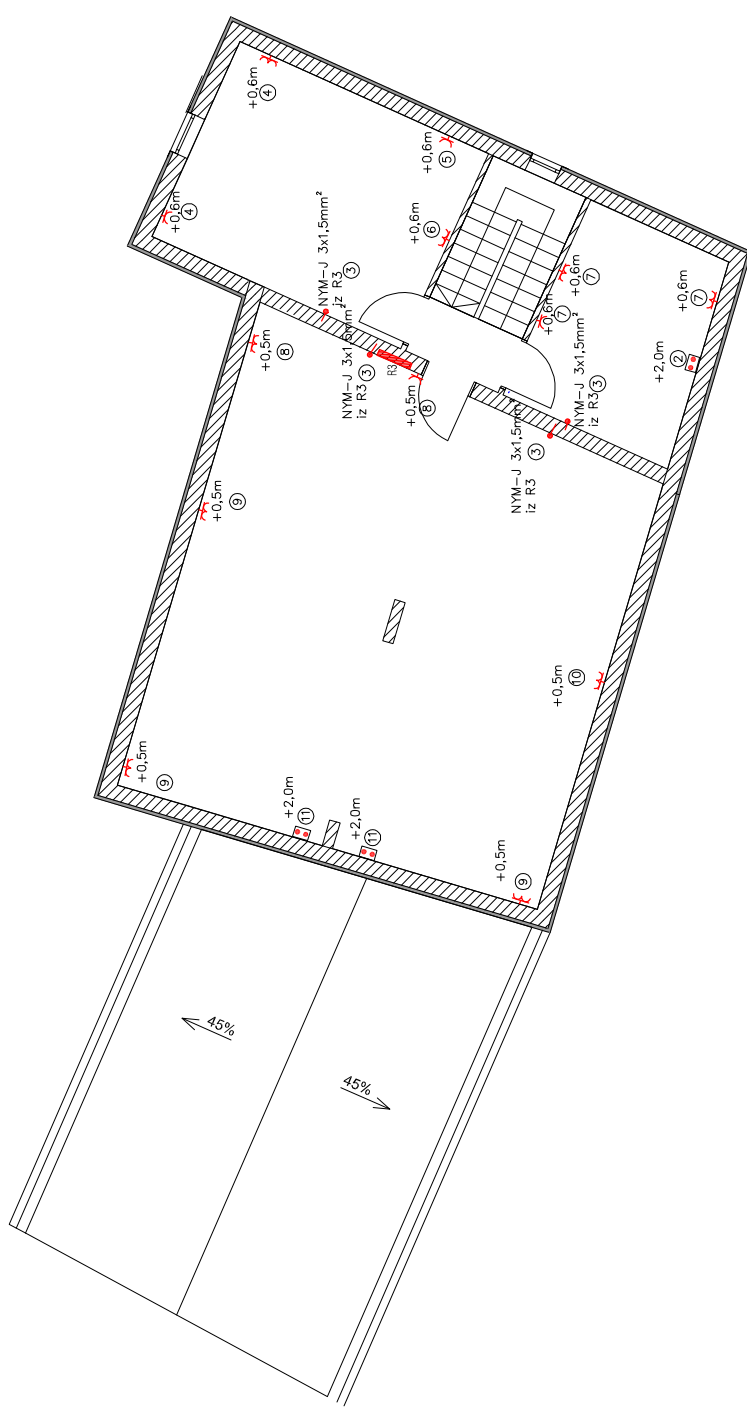 +0,6m
4
+0,6m
4
+0,6m
5
+0,6m
6
NYM-J 3x1,5mm²
iz R3
3
+0,6m
7
+0,6m
7
+0,6m
7
+0,5m
8
NYM-J 3x1,5mm²
iz R3
3
R3
+0,5m
8
+2,0m
2
NYM-J 3x1,5mm²
iz R3
3
NYM-J 3x1,5mm²
iz R3
3
+0,5m
9
+0,5m
10
+0,5m
9
+2,0m
11
+2,0m
11
+0,5m
9
45%
45%